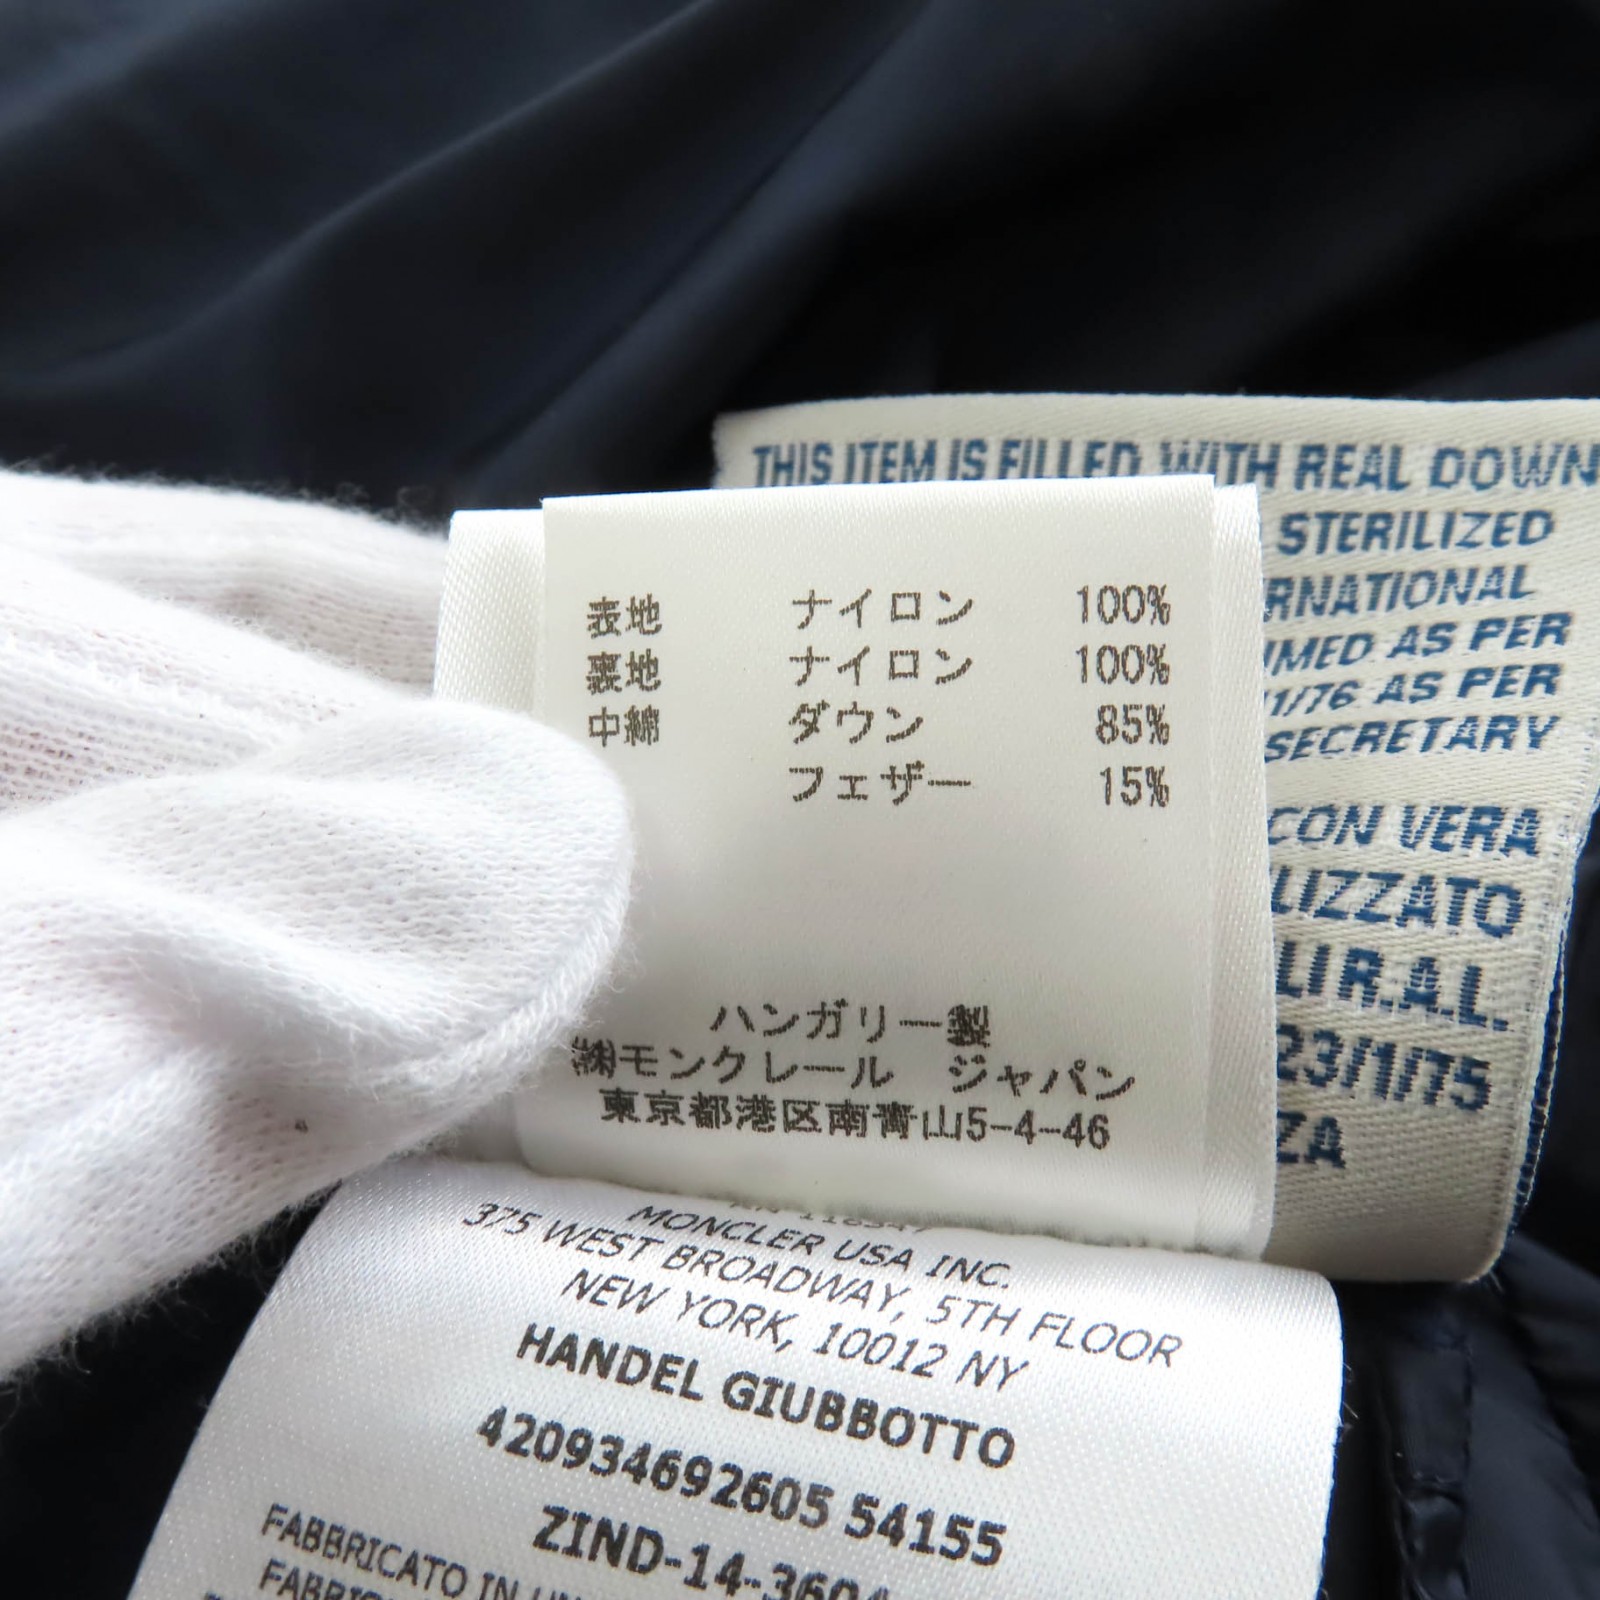 THIS ITEM IS FILLED WITH REAL DOWN
STERILIZED
RNATIONAL
AS PER
1/76 AS PER
SECRETARY
CON VERA
LIZZATO
R.A.L.
23/1/75
ZA
表地 ナイロン 100%
裏地 ナイロン 100%
中綿 ダウン 85%
フェザー 15%
ハンガリー製
㈱モンクレール ジャパン
東京都港区南青山5-4-46
MONCLER USA INC.
375 WEST BROADWAY, 5TH FLOOR
NEW YORK, 10012 NY
HANDEL GIUBBOTTO
420934692605 54155
ZIND-14-3604
FABBRICATO IN UN
FABRI